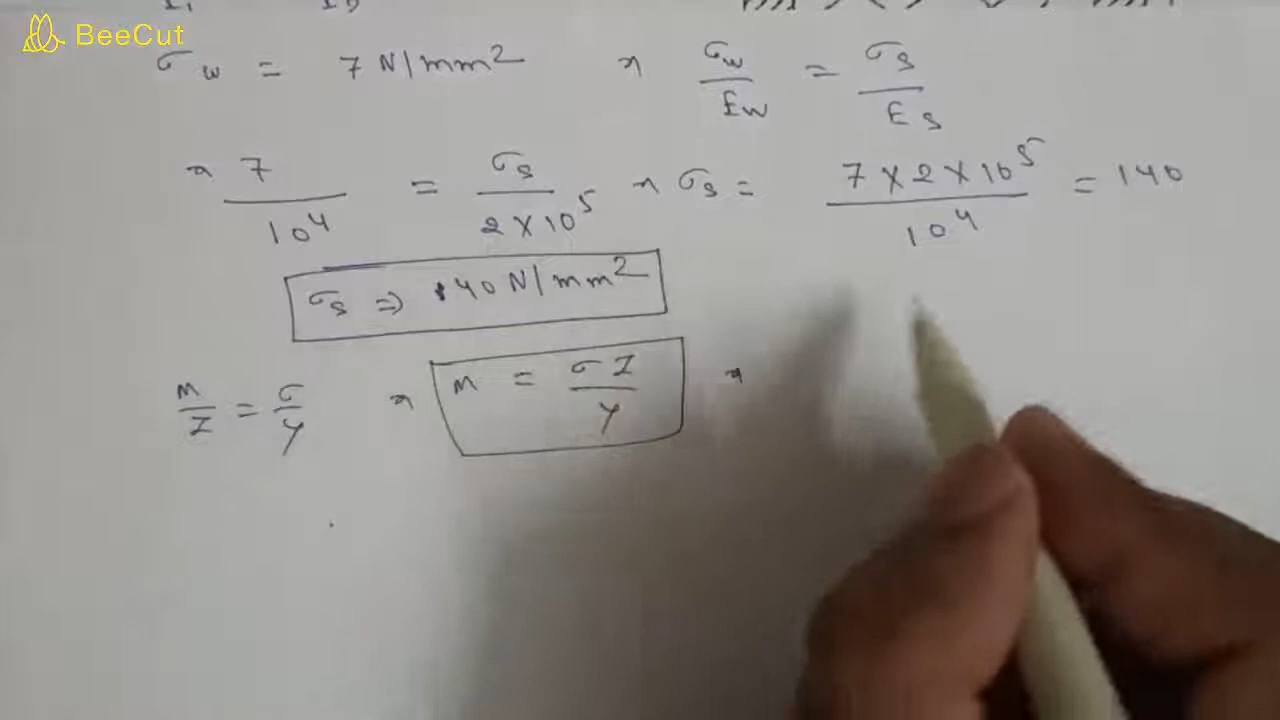 BeeCut
σw = 7 N/mm² ⇒ σw/Ew = σs/Es
⇒ 7/10⁴ = σs/(2×10⁵) ⇒ σs = (7×2×10⁵)/10⁴ = 140
σs ⇒ 140 N/mm²
M/I = σ/y ⇒ M = σI/y ⇒